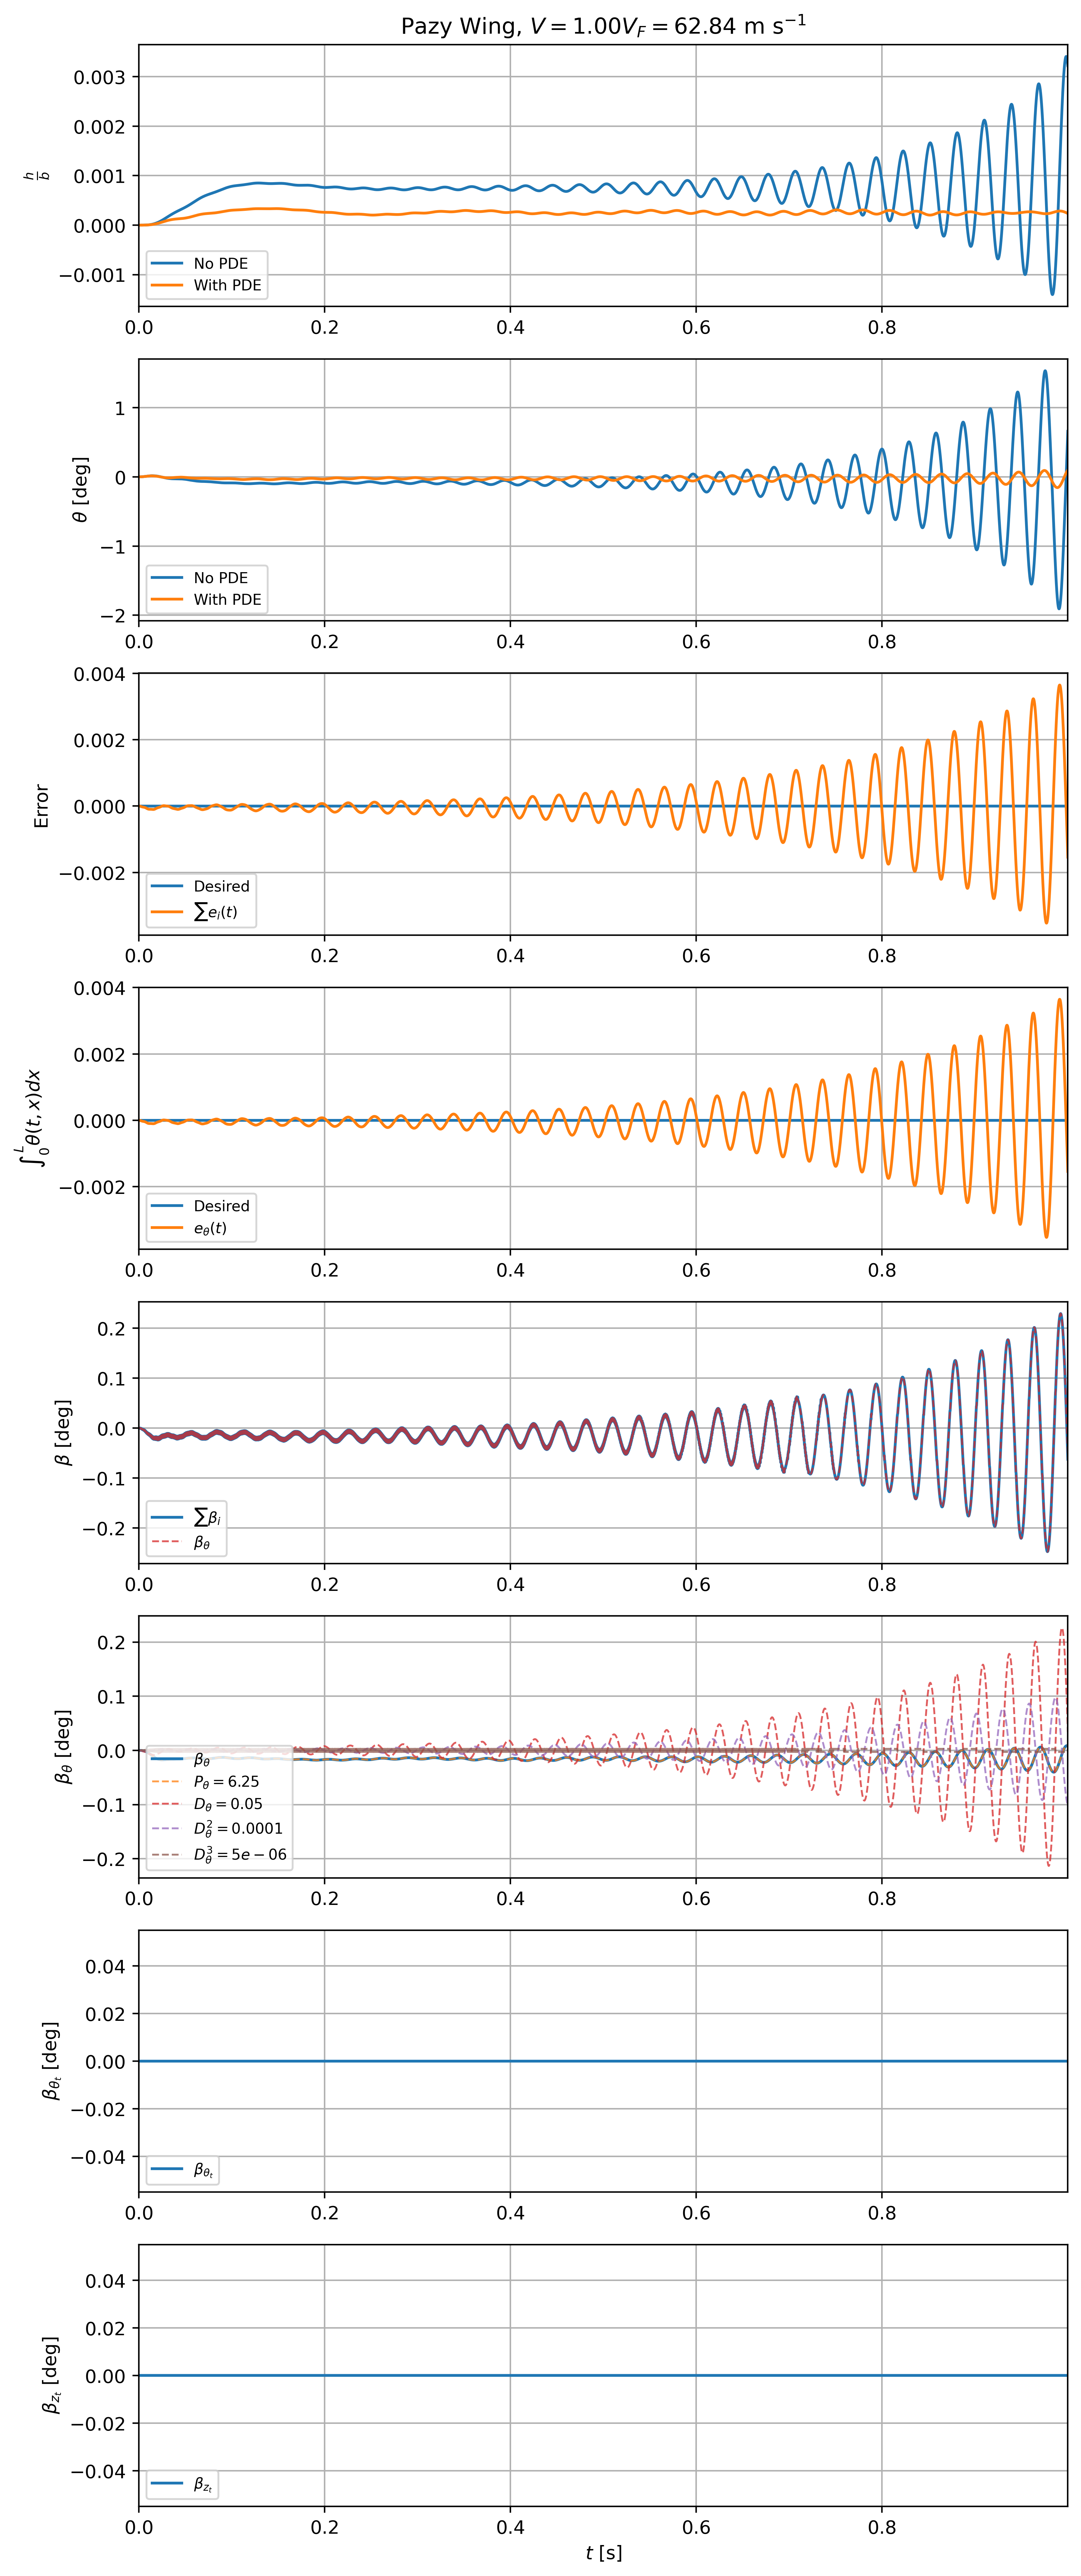 Pazy Wing, V = 1.00V_F = 62.84 m s⁻¹
h/b
0.003
0.002
0.001
0.000
−0.001
No PDE
With PDE
0.0 0.2 0.4 0.6 0.8
θ [deg]
1
0
−1
−2
No PDE
With PDE
0.0 0.2 0.4 0.6 0.8
Error
0.004
0.002
0.000
−0.002
Desired
∑e_i(t)
0.0 0.2 0.4 0.6 0.8
∫₀ᴸθ(t, x)dx
0.004
0.002
0.000
−0.002
Desired
e_θ(t)
0.0 0.2 0.4 0.6 0.8
β [deg]
0.2
0.1
0.0
−0.1
−0.2
∑β_i
β_θ
0.0 0.2 0.4 0.6 0.8
β_θ [deg]
0.2
0.1
0.0
−0.1
−0.2
β_θ
P_θ = 6.25
D_θ = 0.05
D_θ² = 0.0001
D_θ³ = 5e − 06
0.0 0.2 0.4 0.6 0.8
β_θ_t [deg]
0.04
0.02
0.00
−0.02
−0.04
β_θ_t
0.0 0.2 0.4 0.6 0.8
β_z_t [deg]
0.04
0.02
0.00
−0.02
−0.04
β_z_t
0.0 0.2 0.4 0.6 0.8
t [s]